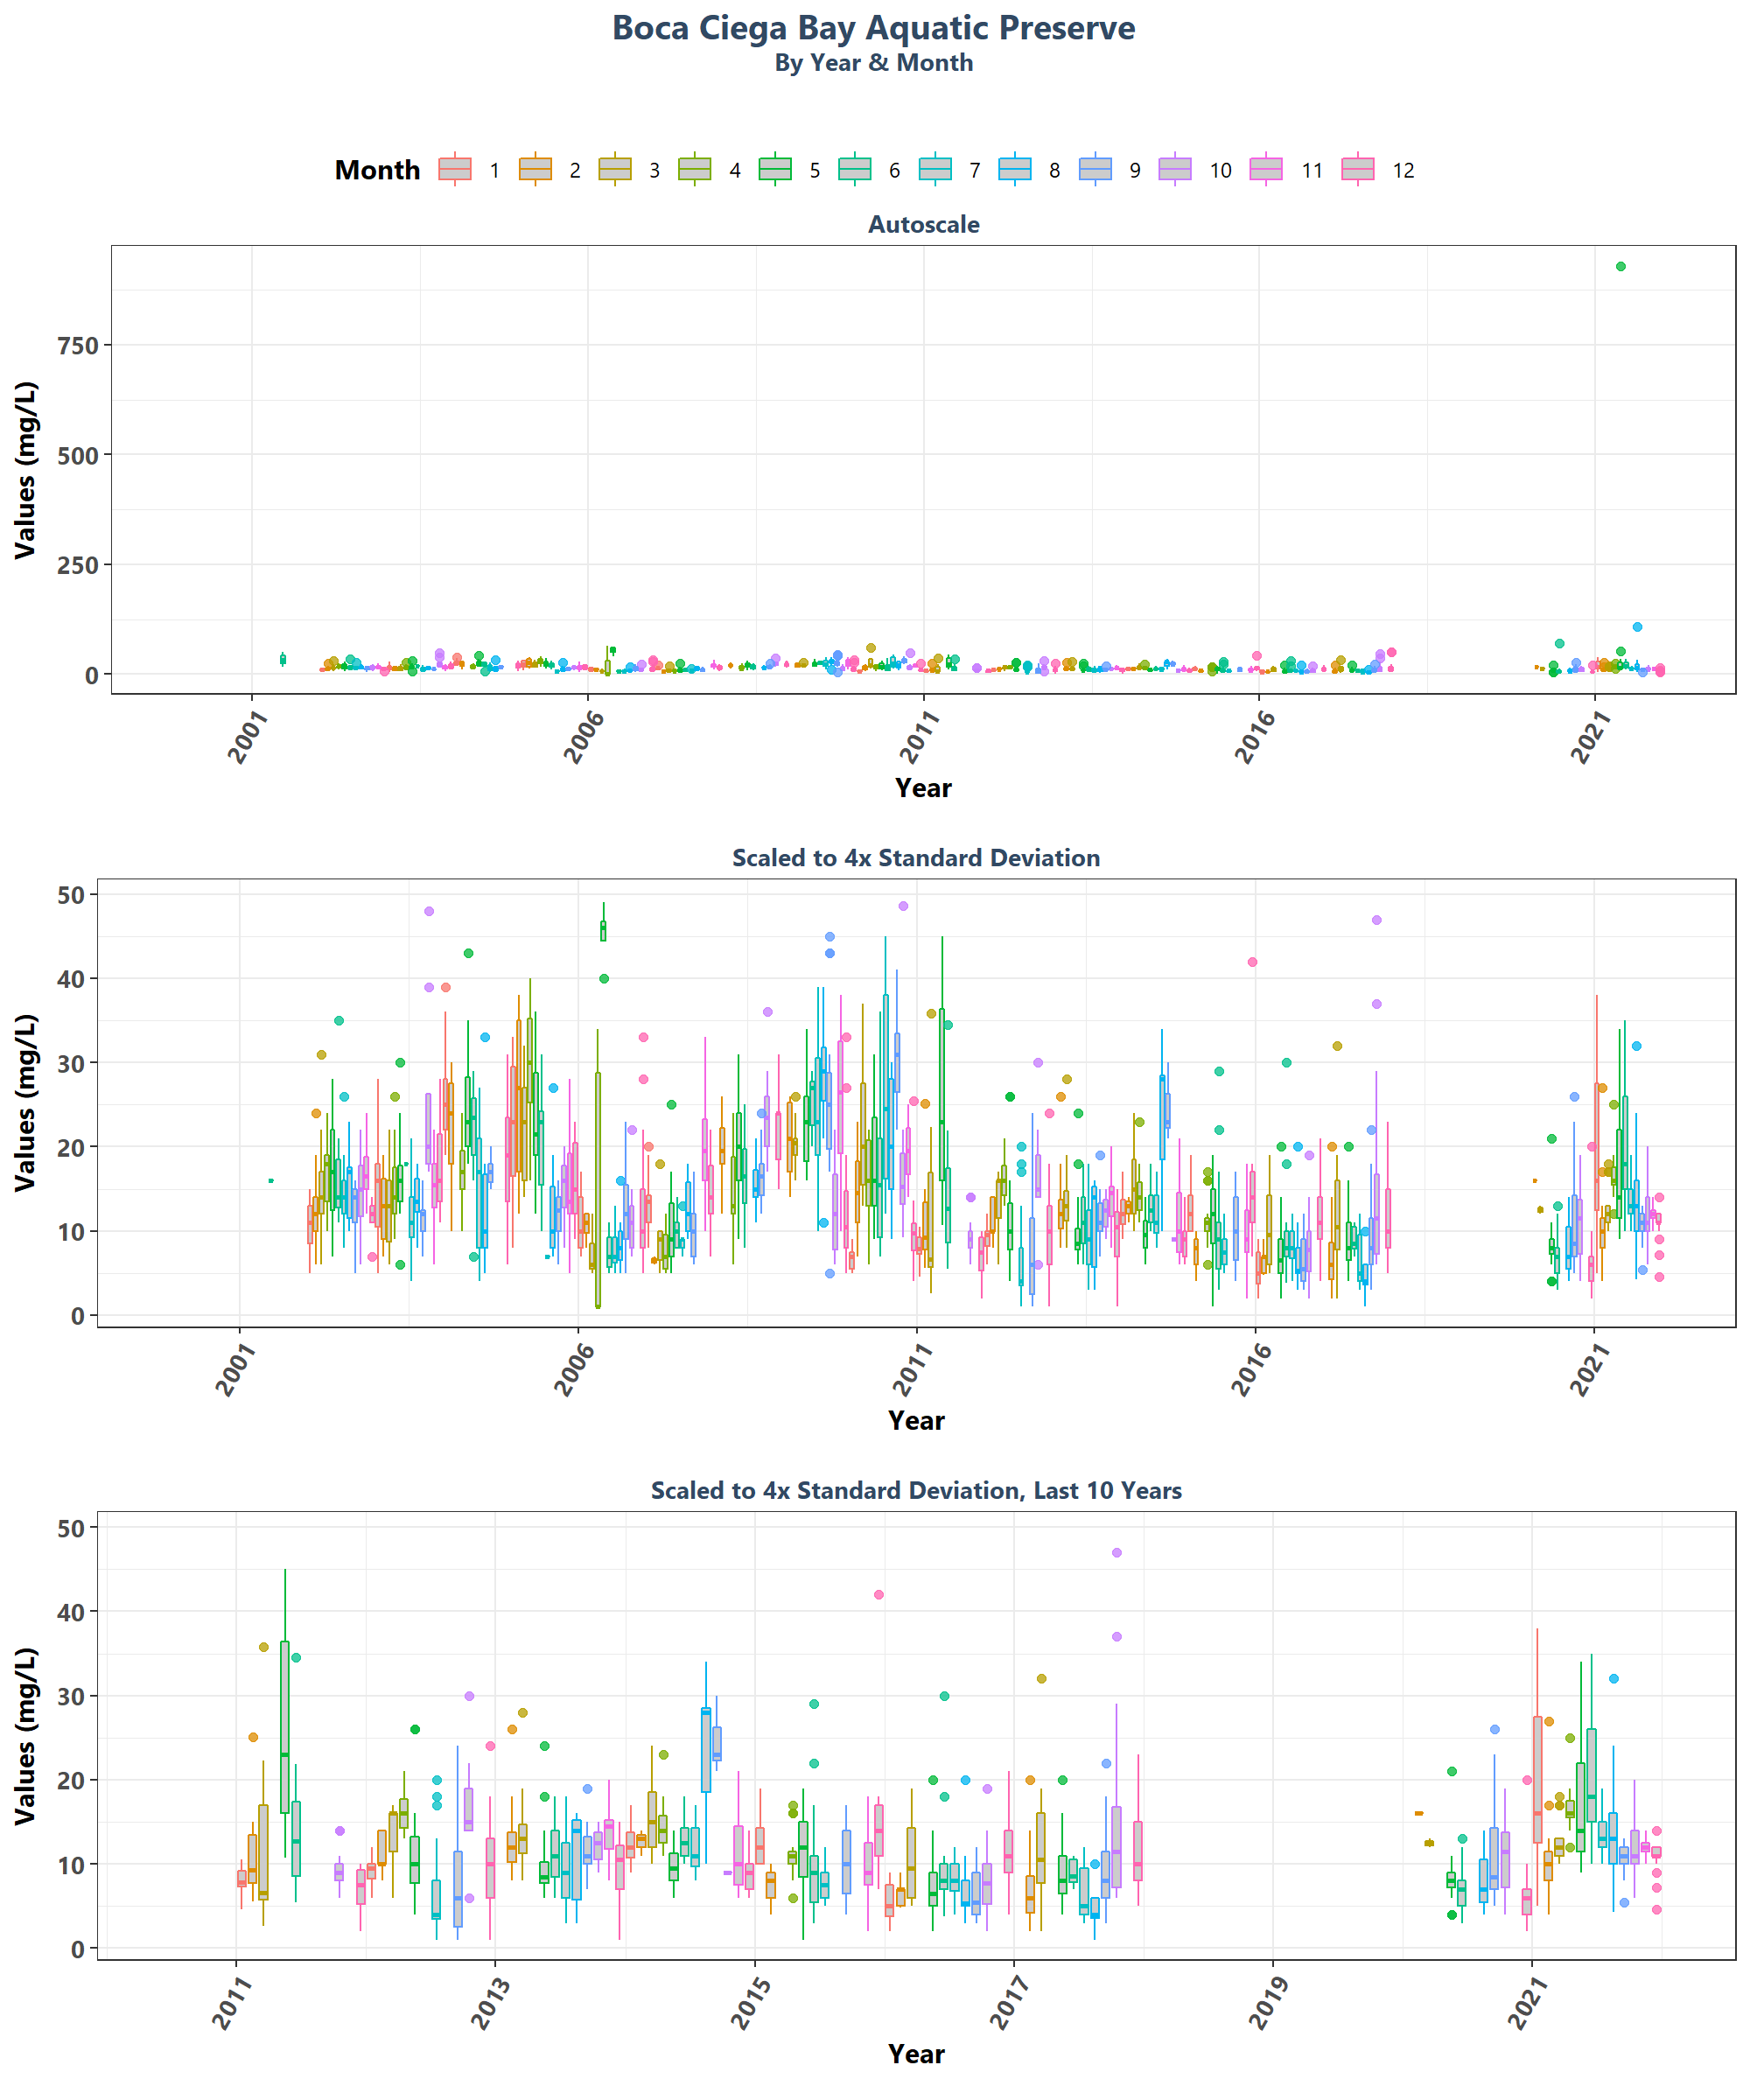 Boca Ciega Bay Aquatic Preserve
By Year & Month
Month 1 2 3 4 5 6 7 8 9 10 11 12
Autoscale
Values (mg/L)
750
500
250
0
2001 2006 2011 2016 2021
Year
Scaled to 4x Standard Deviation
Values (mg/L)
50
40
30
20
10
0
2001 2006 2011 2016 2021
Year
Scaled to 4x Standard Deviation, Last 10 Years
Values (mg/L)
50
40
30
20
10
0
2011 2013 2015 2017 2019 2021
Year